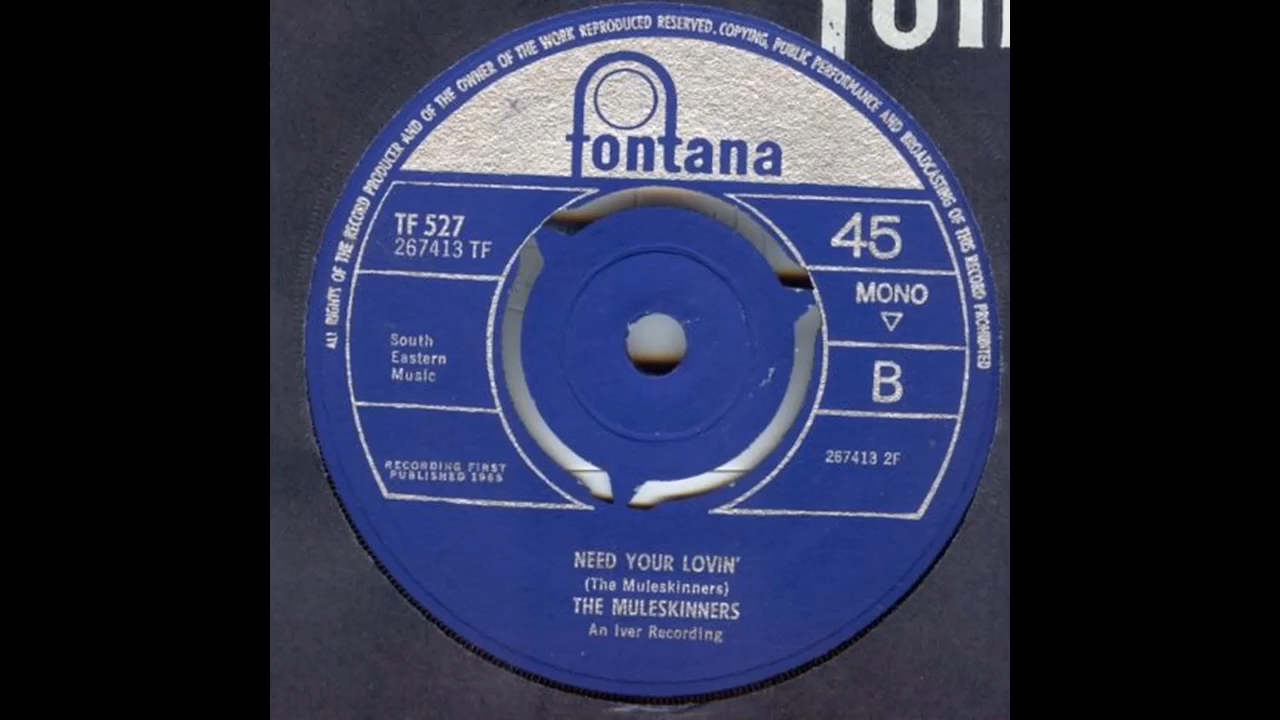 ALL RIGHTS OF THE RECORD PRODUCER AND OF THE OWNER OF THE WORK REPRODUCED RESERVED. COPYING, PUBLIC PERFORMANCE AND BROADCASTING OF THIS RECORD PROHIBITED
fontana
TF 527
267413 TF
45
MONO
South
Eastern
Music
B
RECORDING FIRST
PUBLISHED 1965
267413 2F
NEED YOUR LOVIN'
(The Muleskinners)
THE MULESKINNERS
An Iver Recording